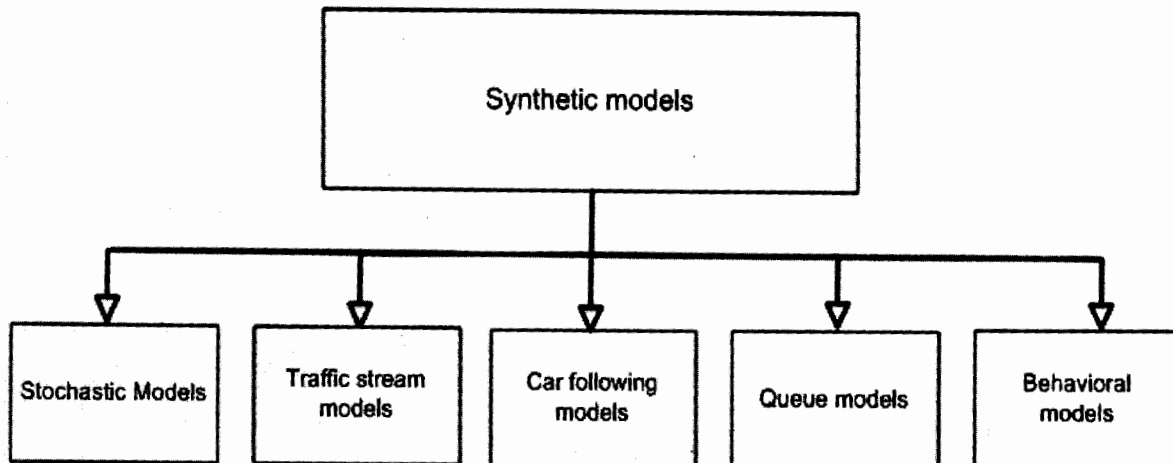 Synthetic models
Stochastic Models
Traffic stream
models
Car following
models
Queue models
Behavioral
models